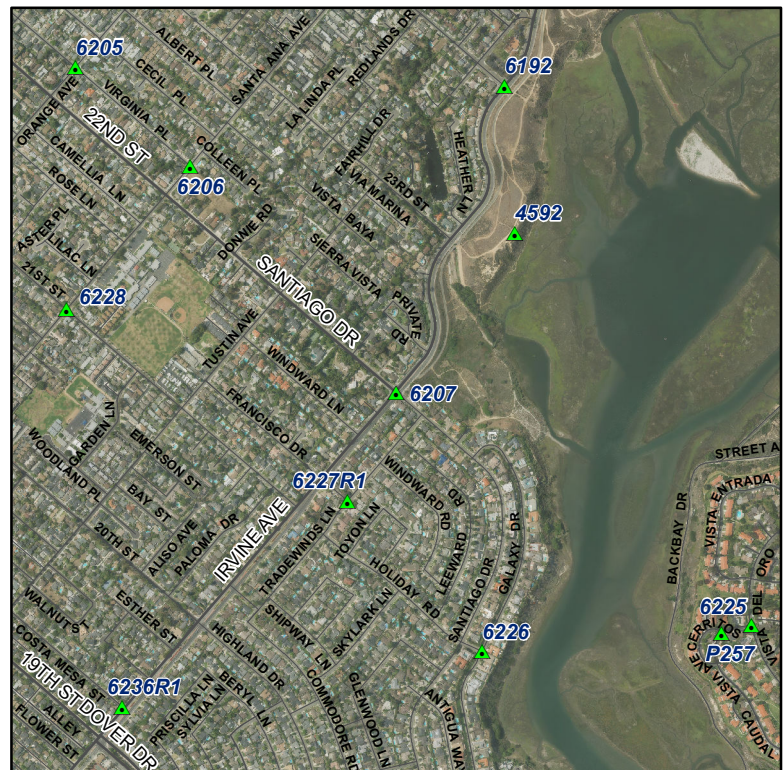 6205
ALBERT PL
SANTA ANA AVE
REDLANDS DR
CECIL PL
LA LINDA PL
6192
ORANGE AVE
VIRGINIA PL
22ND ST
COLLEEN PL
FAIRHILL DR
HEATHER LN
CAMELLIA LN
23RD ST
VIA MARINA
ROSE LN
6206
VISTA BAYA
4592
ASTER PL
DONNIE RD
LILAC LN
SIERRA VISTA
21ST ST
SANTIAGO DR
6228
PRIVATE RD
TUSTIN AVE
WINDWARD LN
6207
GARDEN LN
FRANCISCO DR
WOODLAND PL
EMERSON ST
STREET A
WINDWARD RD
RD
6227R1
VISTA ENTRADA
BAY ST
BACKBAY DR
ALISO AVE
PALOMA DR
IRVINE AVE
TRADEWINDS LN
TOYON LN
LEEWARD
GALAXY DR
20TH ST
HOLIDAY RD
SANTIAGO DR
VISTA DEL ORO
WALNUT ST
ESTHER ST
SHIPWAY LN
SKYLARK LN
6226
6225
CERRITOS
P257
COSTA MESA ST
HIGHLAND DR
19TH ST
DOVER DR
6236R1
PRISCILLA LN
SYLVIA LN
BERYL LN
COMMODORE RD
GLENWOOD LN
ANTIGUA WAY
AVE
VISTA CAUDAL
ALLEY
FLOWER ST